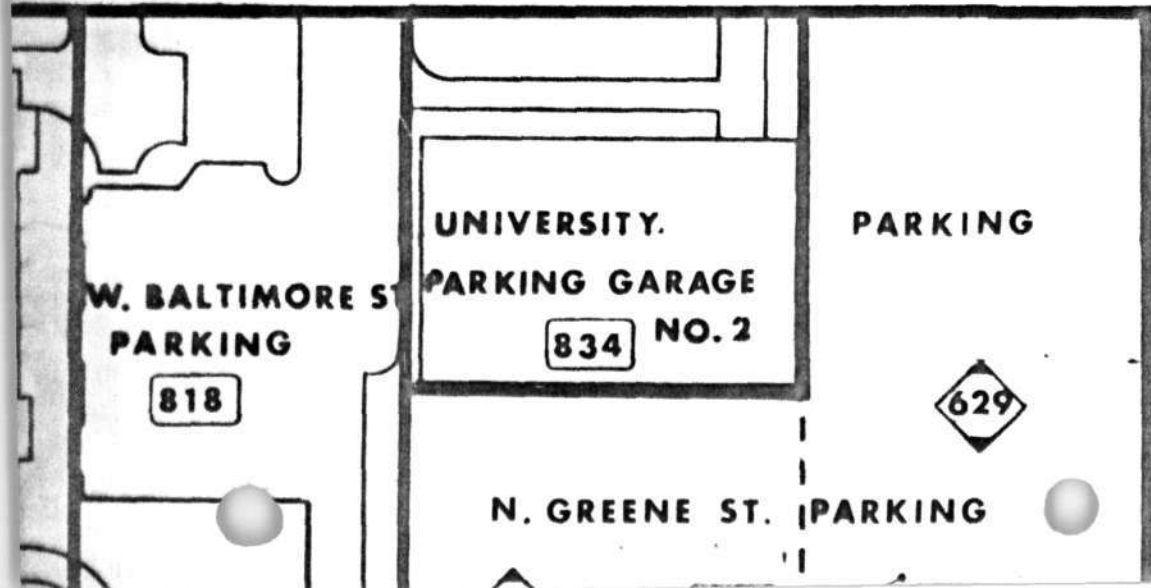 W. BALTIMORE ST
PARKING
818
UNIVERSITY.
PARKING GARAGE
NO. 2
834
PARKING
629
N. GREENE ST. PARKING